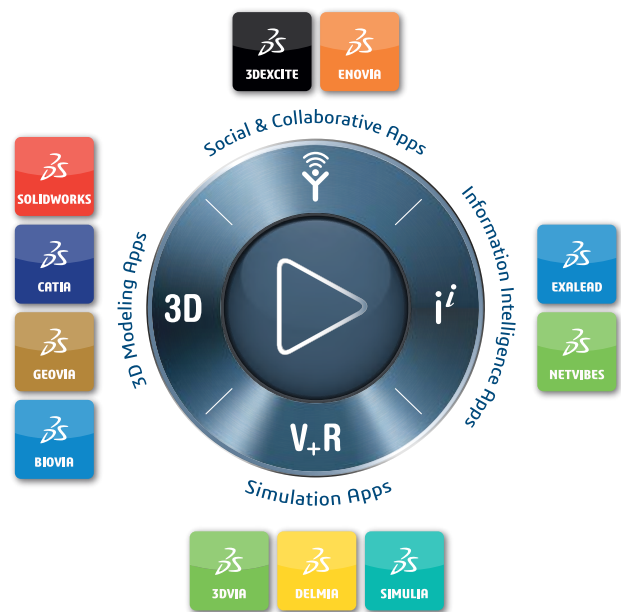 3DEXCITE
ENOVIA
Social & Collaborative Apps
SOLIDWORKS
CATIA
GEOVIA
BIOVIA
3D Modeling Apps
3D
i i
V+R
Information Intelligence Apps
EXALEAD
NETVIBES
Simulation Apps
3DVIA
DELMIA
SIMULIA